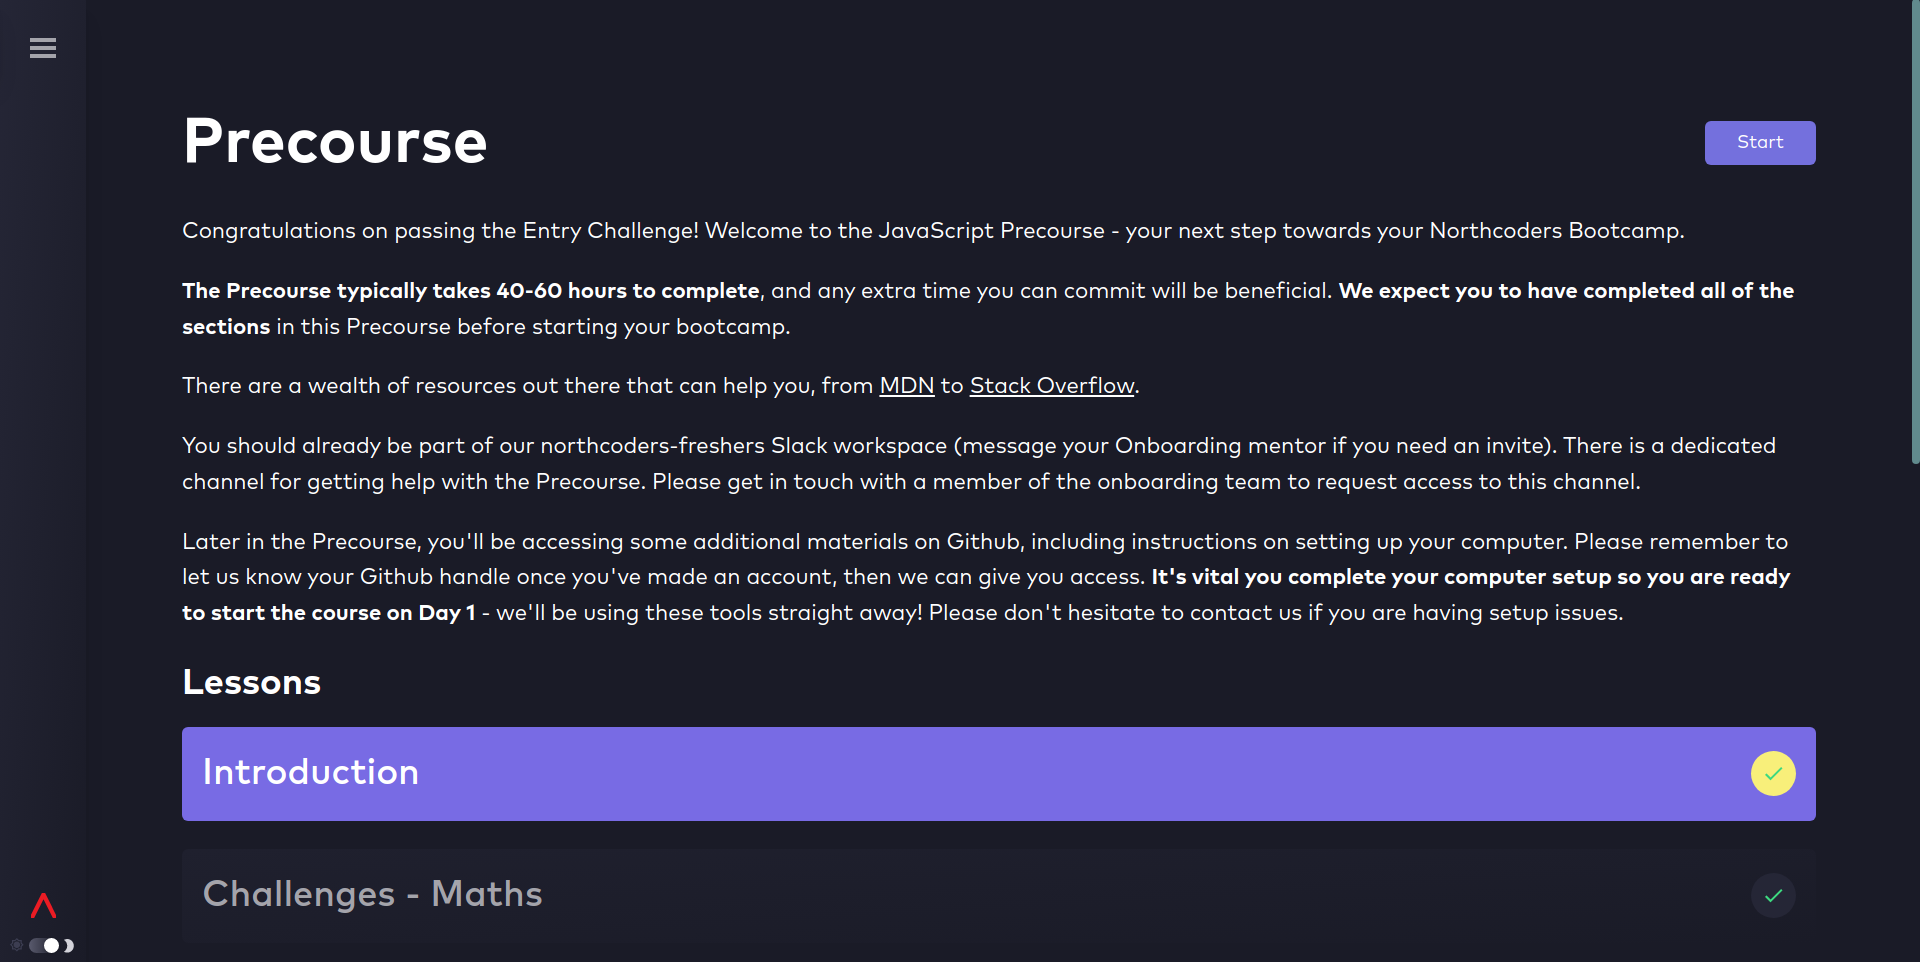 Precourse
Start
Congratulations on passing the Entry Challenge! Welcome to the JavaScript Precourse - your next step towards your Northcoders Bootcamp.
The Precourse typically takes 40-60 hours to complete, and any extra time you can commit will be beneficial. We expect you to have completed all of the
sections in this Precourse before starting your bootcamp.
There are a wealth of resources out there that can help you, from MDN to Stack Overflow.
You should already be part of our northcoders-freshers Slack workspace (message your Onboarding mentor if you need an invite). There is a dedicated
channel for getting help with the Precourse. Please get in touch with a member of the onboarding team to request access to this channel.
Later in the Precourse, you'll be accessing some additional materials on Github, including instructions on setting up your computer. Please remember to
let us know your Github handle once you've made an account, then we can give you access. It's vital you complete your computer setup so you are ready
to start the course on Day 1 - we'll be using these tools straight away! Please don't hesitate to contact us if you are having setup issues.
Lessons
Introduction
Challenges - Maths